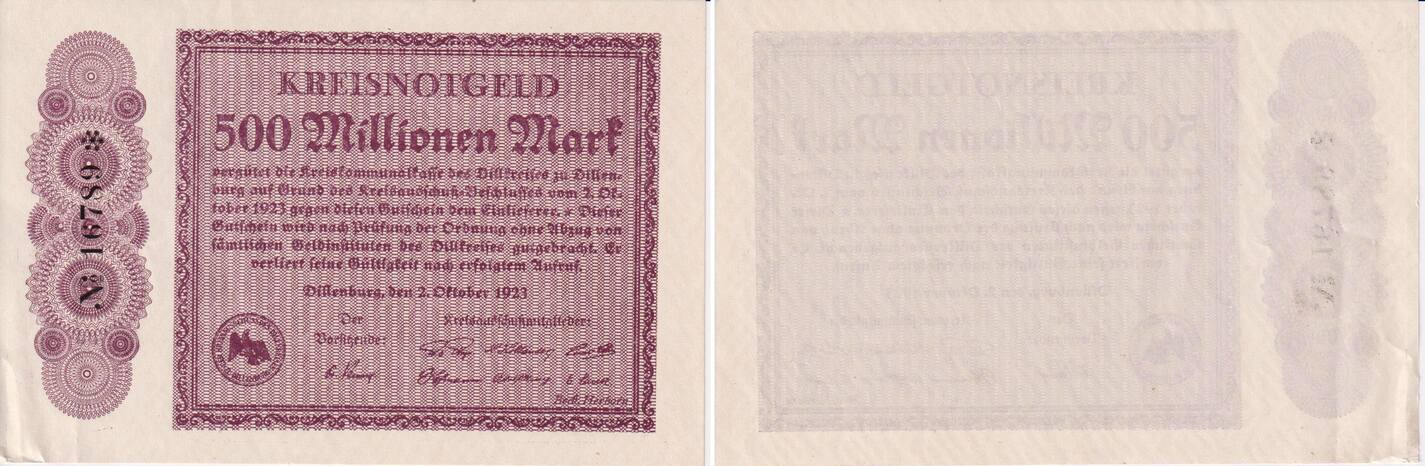 KREISNOTGELD
500 Millionen Mark
vergütet die Kreiskommunalkasse des Dillkreises zu Dillen-
burg auf Grund des Kreisausschuß-Beschlusses vom 2. Ok-
tober 1923 gegen diesen Gutschein dem Einlieferer. * Dieser
Gutschein wird nach Prüfung der Ordnung ohne Abzug von
sämtlichen Geldinstituten des Dillkreises gutgebracht. Er
verliert seine Gültigkeit nach erfolgtem Aufruf.
Dillenburg, den 2. Oktober 1923
Der
Vorsitzende:
Kreisausschußmitglieder:
№ 16789 *